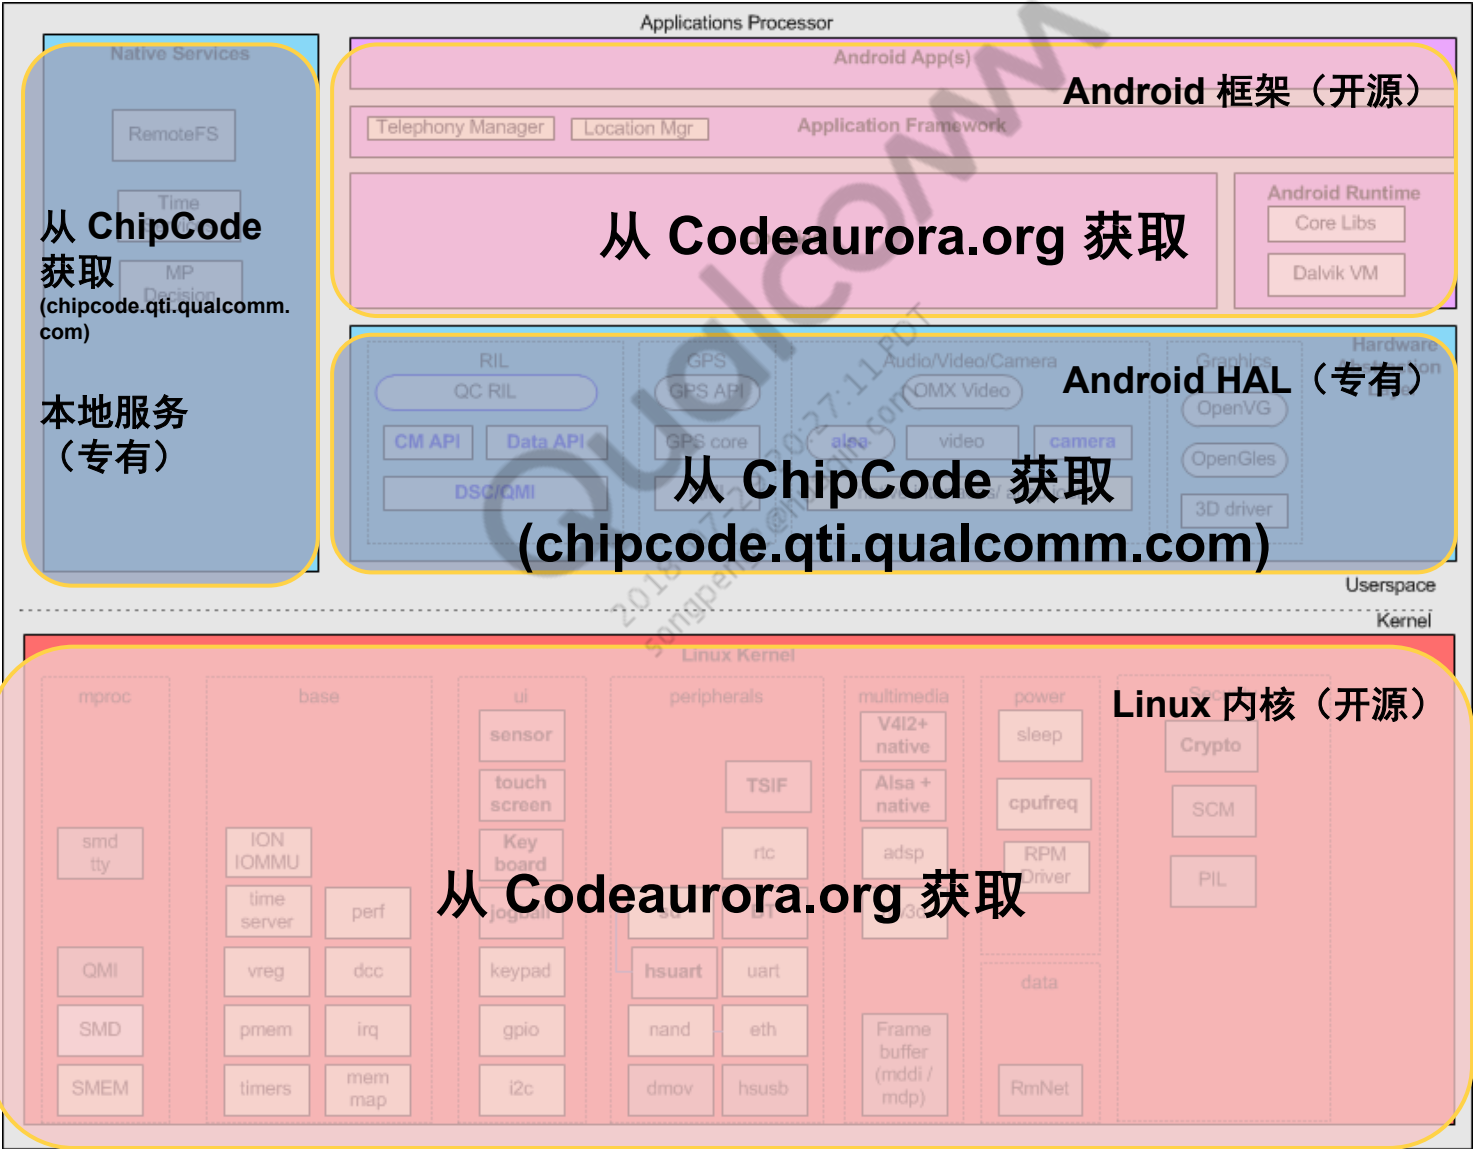 Applications Processor
Native Services
RemoteFS
Time
从 ChipCode
获取
MP
Decision
(chipcode.qti.qualcomm.
com)
本地服务
（专有）
Android App(s)
Android 框架（开源）
Telephony Manager
Location Mgr
Application Framework
从 Codeaurora.org 获取
Android Runtime
Core Libs
Dalvik VM
Hardware
Abstraction
Layer
Android HAL（专有）
RIL
QC RIL
CM API
Data API
DSC/QMI
GPS
GPS API
GPS core
Audio/Video/Camera
OMX Video
alsa
video
camera
Graphics
OpenVG
OpenGles
3D driver
从 ChipCode 获取
(chipcode.qti.qualcomm.com)
Userspace
Kernel
Linux Kernel
Linux 内核（开源）
mproc
smd
tty
QMI
SMD
SMEM
base
ION
IOMMU
time
server
perf
vreg
dcc
pmem
irq
timers
mem
map
ui
sensor
touch
screen
Key
board
jogball
keypad
gpio
i2c
peripherals
TSIF
rtc
sd
BT
hsuart
uart
nand
eth
dmov
hsusb
multimedia
V4l2+
native
Alsa +
native
adsp
Frame
buffer
(mddi /
mdp)
power
sleep
cpufreq
RPM
Driver
data
RmNet
Crypto
SCM
PIL
从 Codeaurora.org 获取
Qualcomm